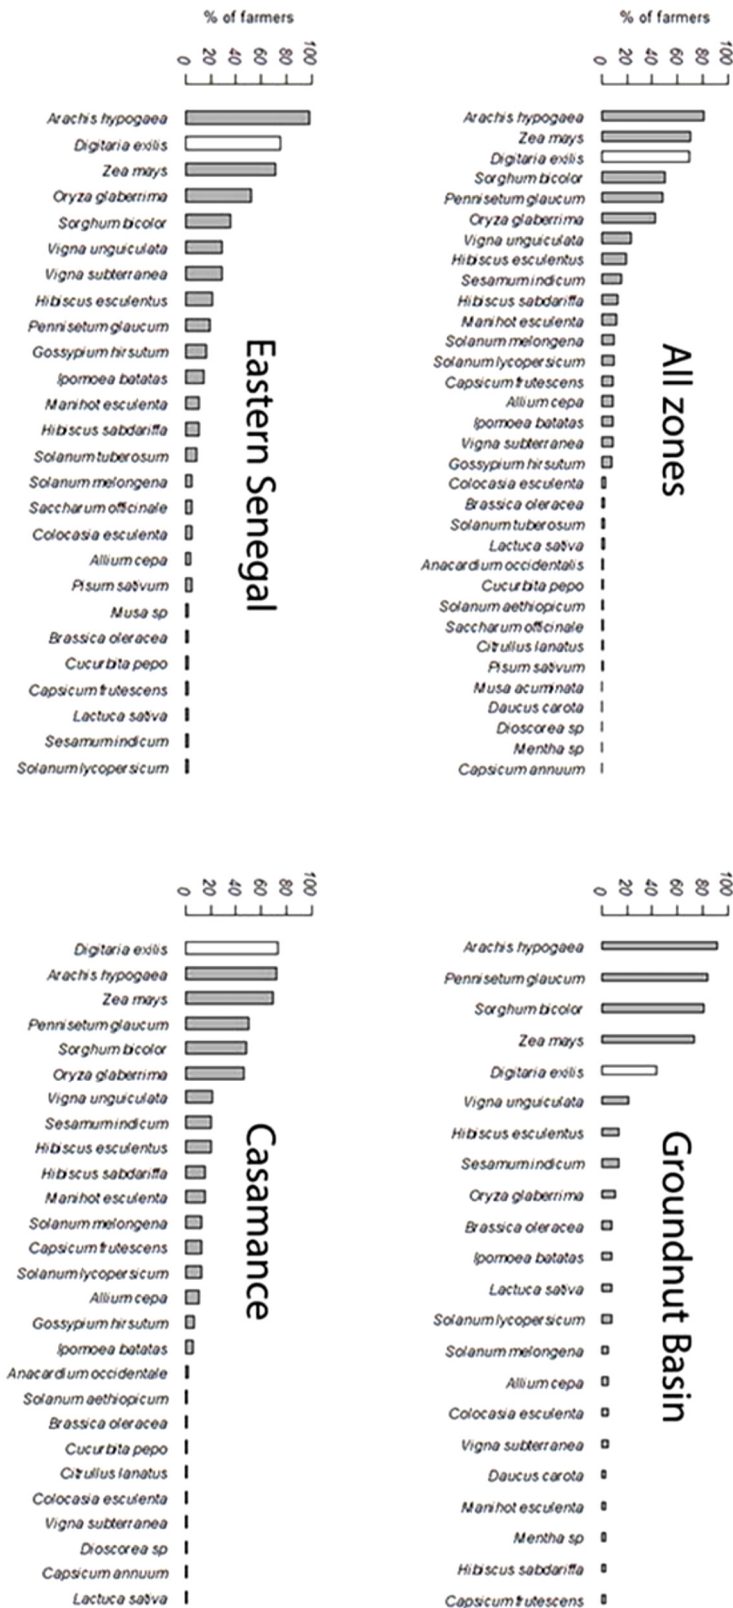 % of farmers
0 20 40 60 80 100
Arachis hypogaea
Digitaria exilis
Zea mays
Oryza glaberrima
Sorghum bicolor
Vigna unguiculata
Vigna subterranea
Hibiscus esculentus
Pennisetum glaucum
Gossypium hirsutum
Ipomoea batatas
Manihot esculenta
Hibiscus sabdariffa
Solanum tuberosum
Solanum melongena
Saccharum officinale
Colocasia esculenta
Allium cepa
Pisum sativum
Musa sp
Brassica oleracea
Cucurbita pepo
Capsicum frutescens
Lactuca sativa
Sesamum indicum
Solanum lycopersicum
Eastern Senegal
% of farmers
0 20 40 60 80 100
Arachis hypogaea
Zea mays
Digitaria exilis
Sorghum bicolor
Pennisetum glaucum
Oryza glaberrima
Vigna unguiculata
Hibiscus esculentus
Sesamum indicum
Hibiscus sabdariffa
Manihot esculenta
Solanum melongena
Solanum lycopersicum
Capsicum frutescens
Allium cepa
Ipomoea batatas
Vigna subterranea
Gossypium hirsutum
Colocasia esculenta
Brassica oleracea
Solanum tuberosum
Lactuca sativa
Anacardium occidentalis
Cucurbita pepo
Solanum aethiopicum
Saccharum officinale
Citrullus lanatus
Pisum sativum
Musa acuminata
Daucus carota
Dioscorea sp
Mentha sp
Capsicum annuum
All zones
0 20 40 60 80 100
Digitaria exilis
Arachis hypogaea
Zea mays
Pennisetum glaucum
Sorghum bicolor
Oryza glaberrima
Vigna unguiculata
Sesamum indicum
Hibiscus esculentus
Hibiscus sabdariffa
Manihot esculenta
Solanum melongena
Capsicum frutescens
Solanum lycopersicum
Allium cepa
Gossypium hirsutum
Ipomoea batatas
Anacardium occidentale
Solanum aethiopicum
Brassica oleracea
Cucurbita pepo
Citrullus lanatus
Colocasia esculenta
Vigna subterranea
Dioscorea sp
Capsicum annuum
Lactuca sativa
Casamance
0 20 40 60 80 100
Arachis hypogaea
Pennisetum glaucum
Sorghum bicolor
Zea mays
Digitaria exilis
Vigna unguiculata
Hibiscus esculentus
Sesamum indicum
Oryza glaberrima
Brassica oleracea
Ipomoea batatas
Lactuca sativa
Solanum lycopersicum
Solanum melongena
Allium cepa
Colocasia esculenta
Vigna subterranea
Daucus carota
Manihot esculenta
Mentha sp
Hibiscus sabdariffa
Capsicum frutescens
Groundnut Basin